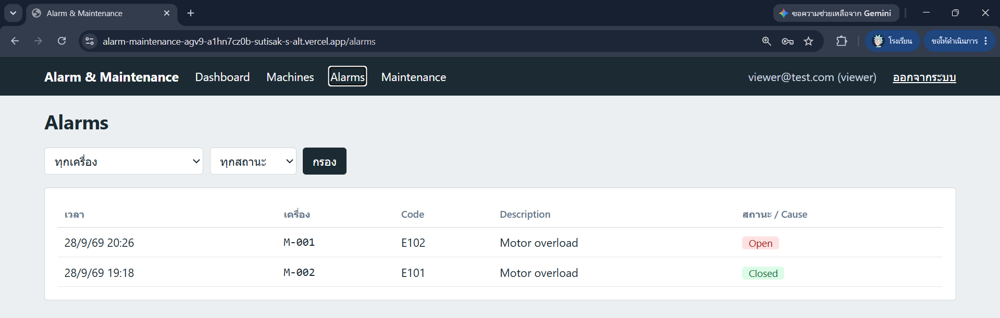 Alarm & Maintenance
ขอความช่วยเหลือจาก Gemini
alarm-maintenance-agv9-a1hn7cz0b-sutisak-s-alt.vercel.app/alarms
โรงเรียน
ขอให้ดำเนินการ
Alarm & Maintenance Dashboard Machines Alarms Maintenance viewer@test.com (viewer) ออกจากระบบ
Alarms
ทุกเครื่อง ทุกสถานะ กรอง
เวลา เครื่อง Code Description สถานะ / Cause
28/9/69 20:26 M-001 E102 Motor overload Open
28/9/69 19:18 M-002 E101 Motor overload Closed